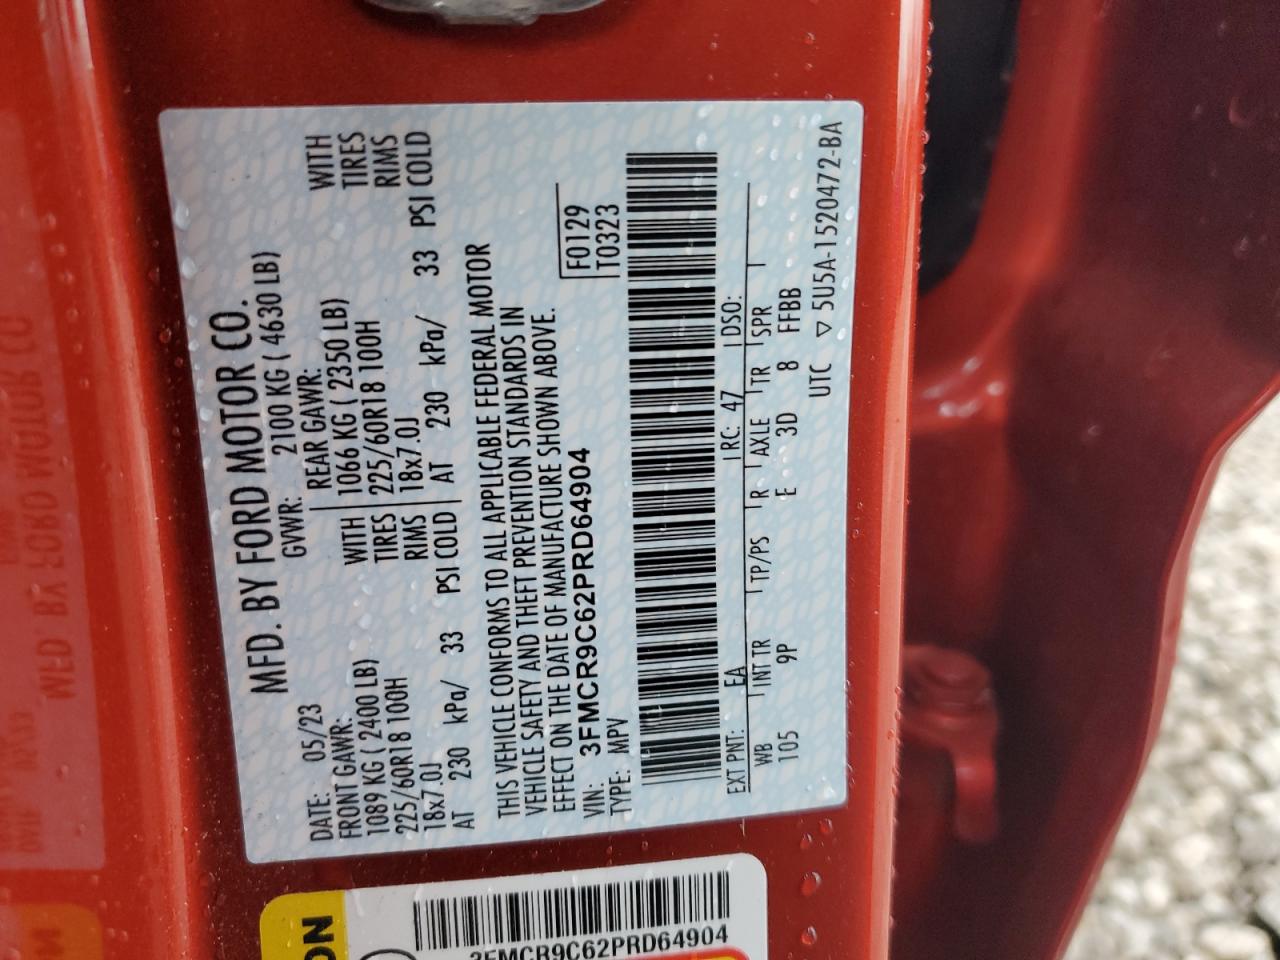 MFD. BY FORD MOTOR CO.
DATE: 05/23 GVWR: 2100 KG ( 4630 LB)
FRONT GAWR: REAR GAWR:
1089 KG ( 2400 LB) WITH 1066 KG ( 2350 LB) WITH
225/60R18 100H TIRES 225/60R18 100H TIRES
18x7.0J RIMS 18x7.0J RIMS
AT 230 kPa/ 33 PSI COLD AT 230 kPa/ 33 PSI COLD
THIS VEHICLE CONFORMS TO ALL APPLICABLE FEDERAL MOTOR
VEHICLE SAFETY AND THEFT PREVENTION STANDARDS IN
EFFECT ON THE DATE OF MANUFACTURE SHOWN ABOVE.
VIN: 3FMCR9C62PRD64904 F0129
TYPE: MPV T0323
EXT PNT: EA RC: 47 DSO:
WB INT TR TP/PS R AXLE TR SPR
105 9P E 3D 8 FFBB
UTC ▽ 5U5A-1520472-BA
3FMCR9C62PRD64904